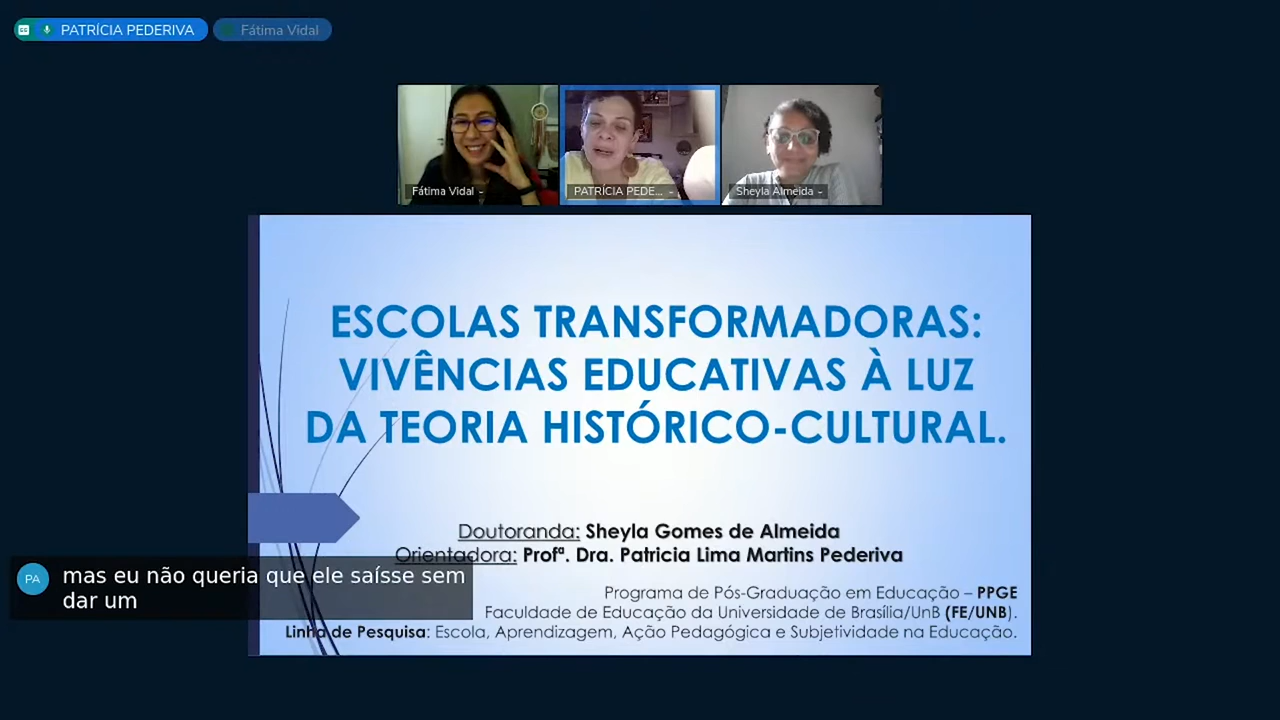 PATRÍCIA PEDERIVA
Fátima Vidal
Fátima Vidal
PATRÍCIA PEDE...
Sheyla Almeida
ESCOLAS TRANSFORMADORAS:
VIVÊNCIAS EDUCATIVAS À LUZ
DA TEORIA HISTÓRICO-CULTURAL.
Doutoranda: Sheyla Gomes de Almeida
Orientadora: Profª. Dra. Patricia Lima Martins Pederiva
Programa de Pós-Graduação em Educação – PPGE
Faculdade de Educação da Universidade de Brasília/UnB (FE/UNB).
Linha de Pesquisa: Escola, Aprendizagem, Ação Pedagógica e Subjetividade na Educação.
PA
mas eu não queria que ele saísse sem
dar um